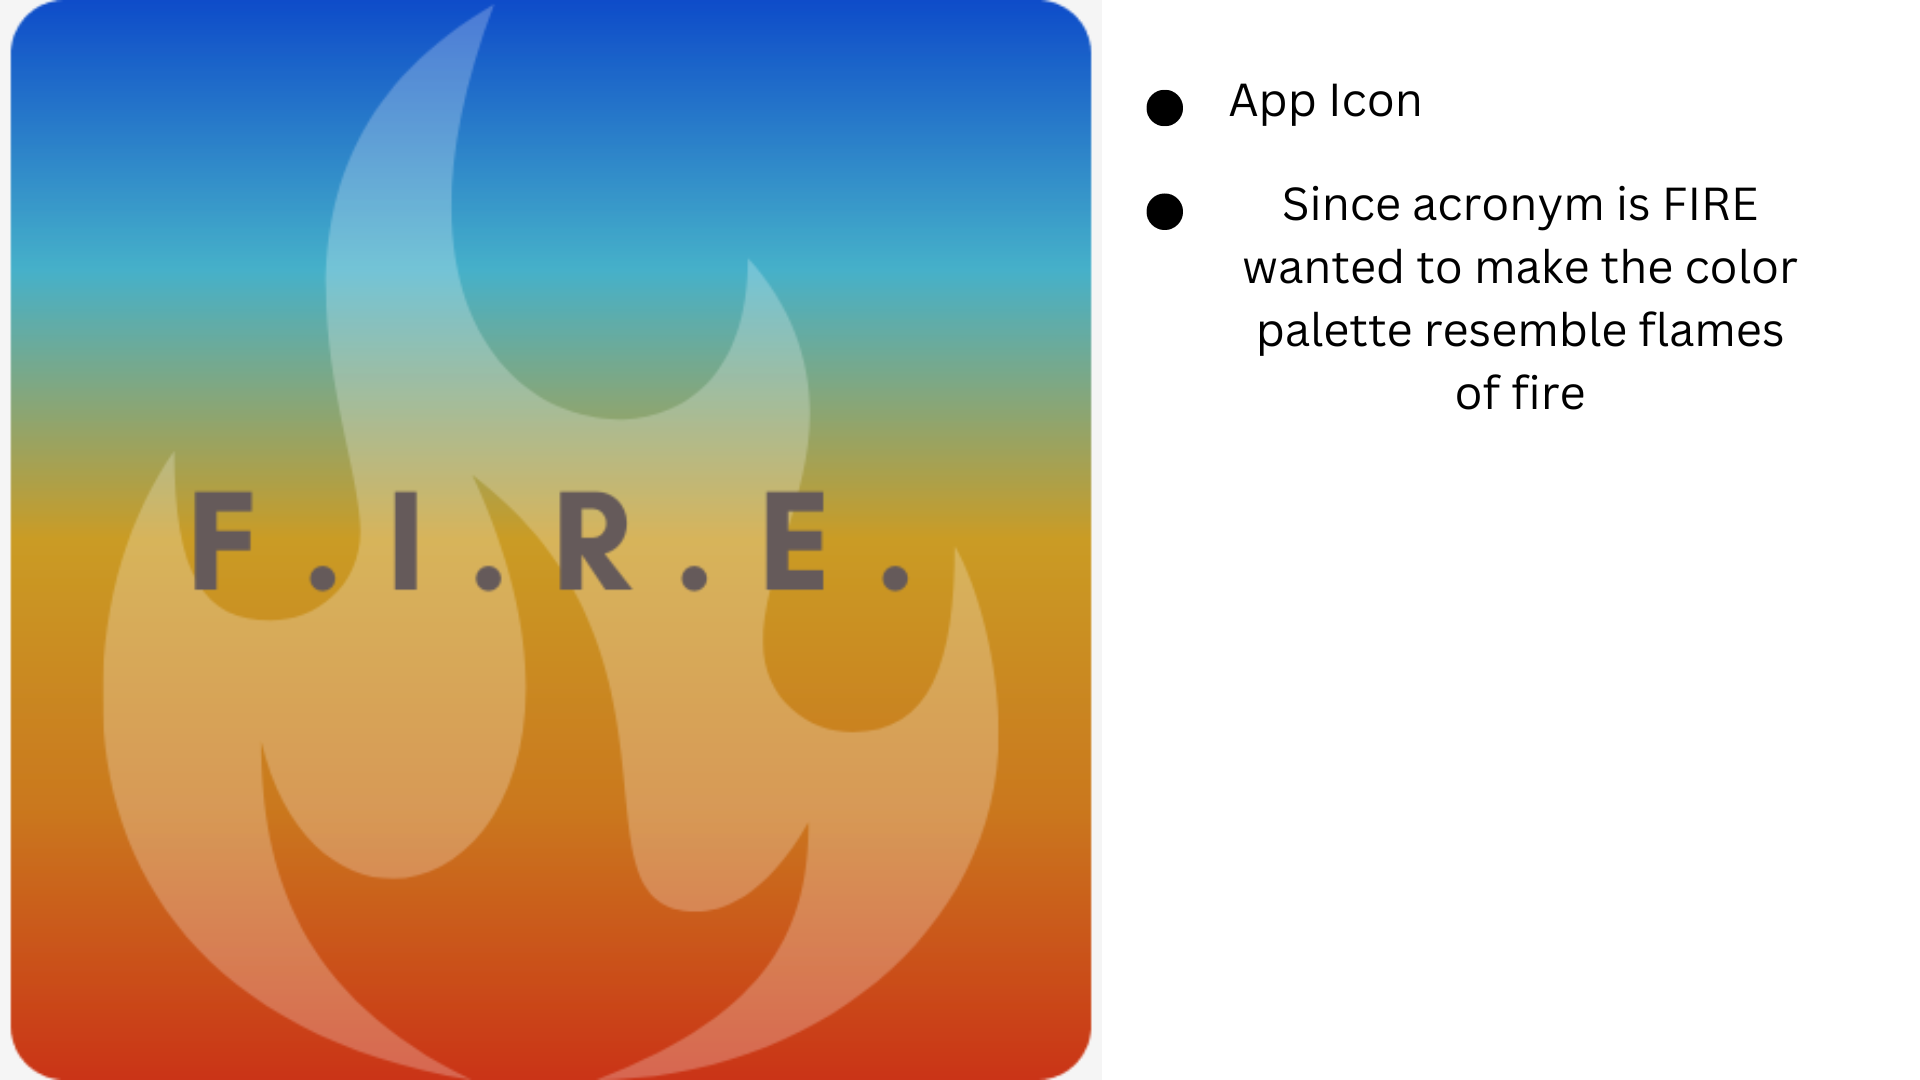 F.I.R.E.
● App Icon
● Since acronym is FIRE
wanted to make the color
palette resemble flames
of fire